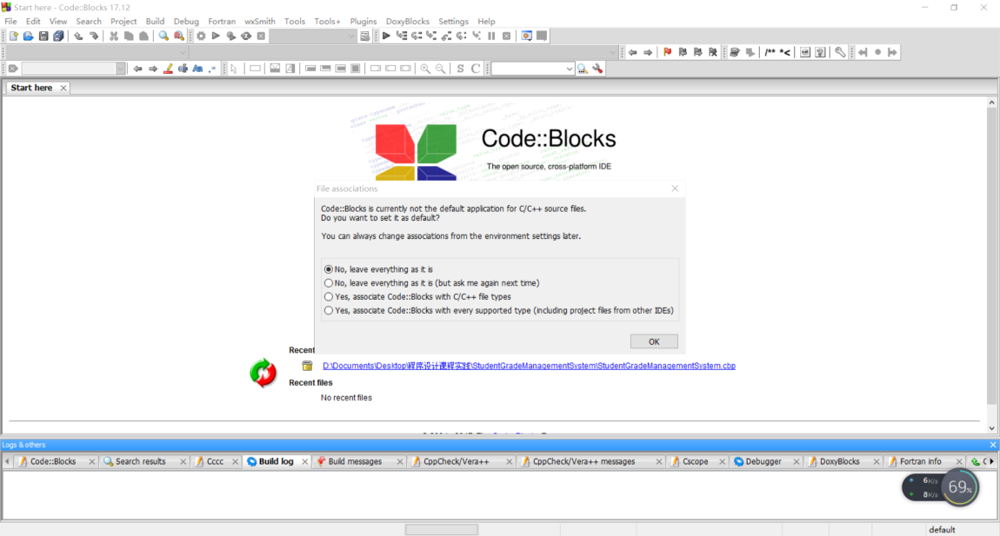 Start here - Code::Blocks 17.12
File Edit View Search Project Build Debug Fortran wxSmith Tools Tools+ Plugins DoxyBlocks Settings Help
/** *<
S C
Start here
Code::Blocks
The open source, cross-platform IDE
File associations
Code::Blocks is currently not the default application for C/C++ source files.
Do you want to set it as default?
You can always change associations from the environment settings later.
No, leave everything as it is
No, leave everything as it is (but ask me again next time)
Yes, associate Code::Blocks with C/C++ file types
Yes, associate Code::Blocks with every supported type (including project files from other IDEs)
OK
Recent
D:\Documents\Desktop\程序设计课程实践\StudentGradeManagementSystem\StudentGradeManagementSystem.cbp
Recent files
No recent files
Logs & others
Code::Blocks Search results Cccc Build log Build messages CppCheck/Vera++ CppCheck/Vera++ messages Cscope Debugger DoxyBlocks Fortran info
6K/s
8K/s
69%
default